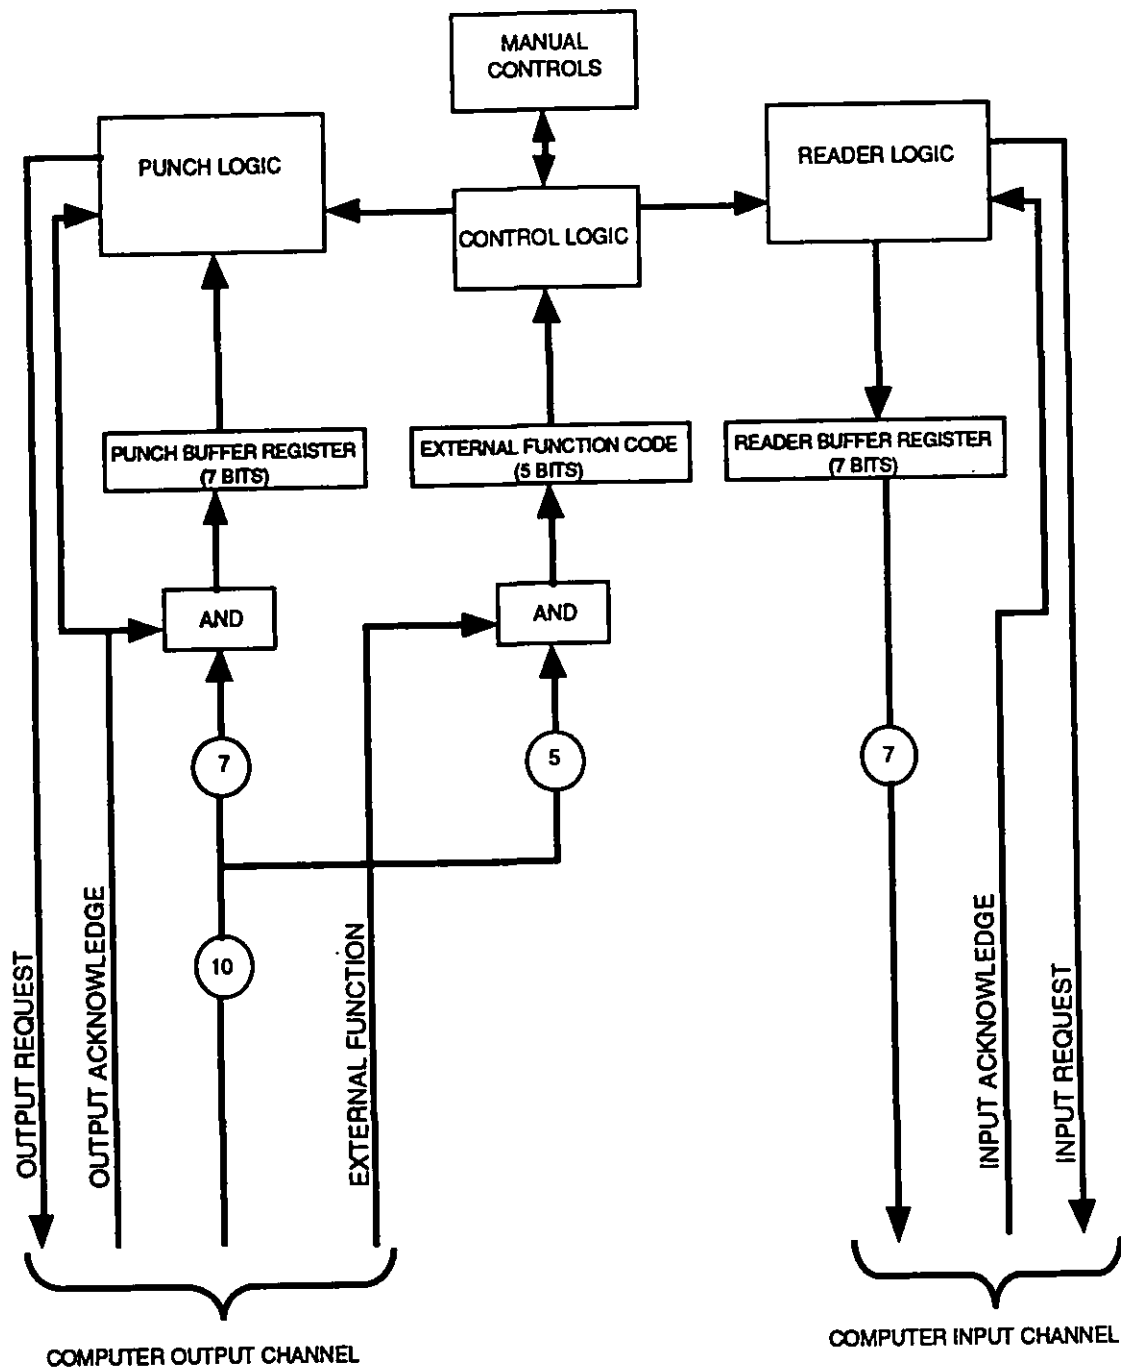 MANUAL
CONTROLS
PUNCH LOGIC
READER LOGIC
CONTROL LOGIC
PUNCH BUFFER REGISTER
(7 BITS)
EXTERNAL FUNCTION CODE
(5 BITS)
READER BUFFER REGISTER
(7 BITS)
AND
AND
7
5
7
10
OUTPUT REQUEST
OUTPUT ACKNOWLEDGE
EXTERNAL FUNCTION
INPUT ACKNOWLEDGE
INPUT REQUEST
COMPUTER OUTPUT CHANNEL
COMPUTER INPUT CHANNEL